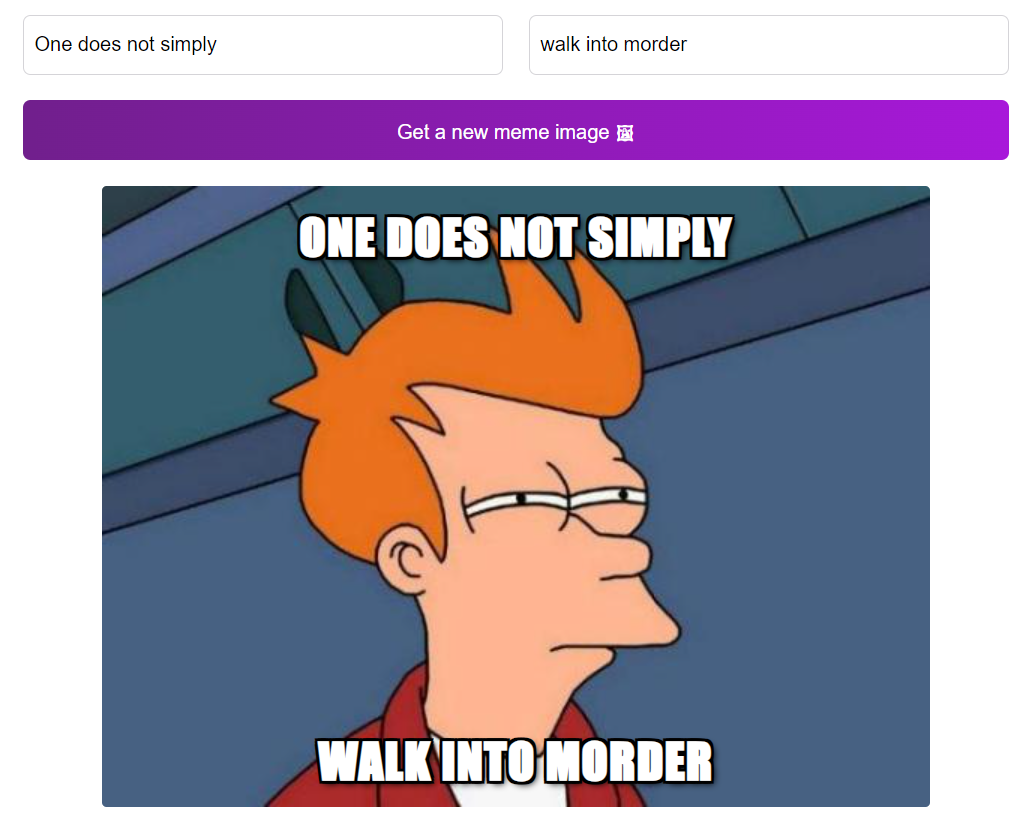 One does not simply
walk into morder
Get a new meme image 🖼
ONE DOES NOT SIMPLY
WALK INTO MORDER